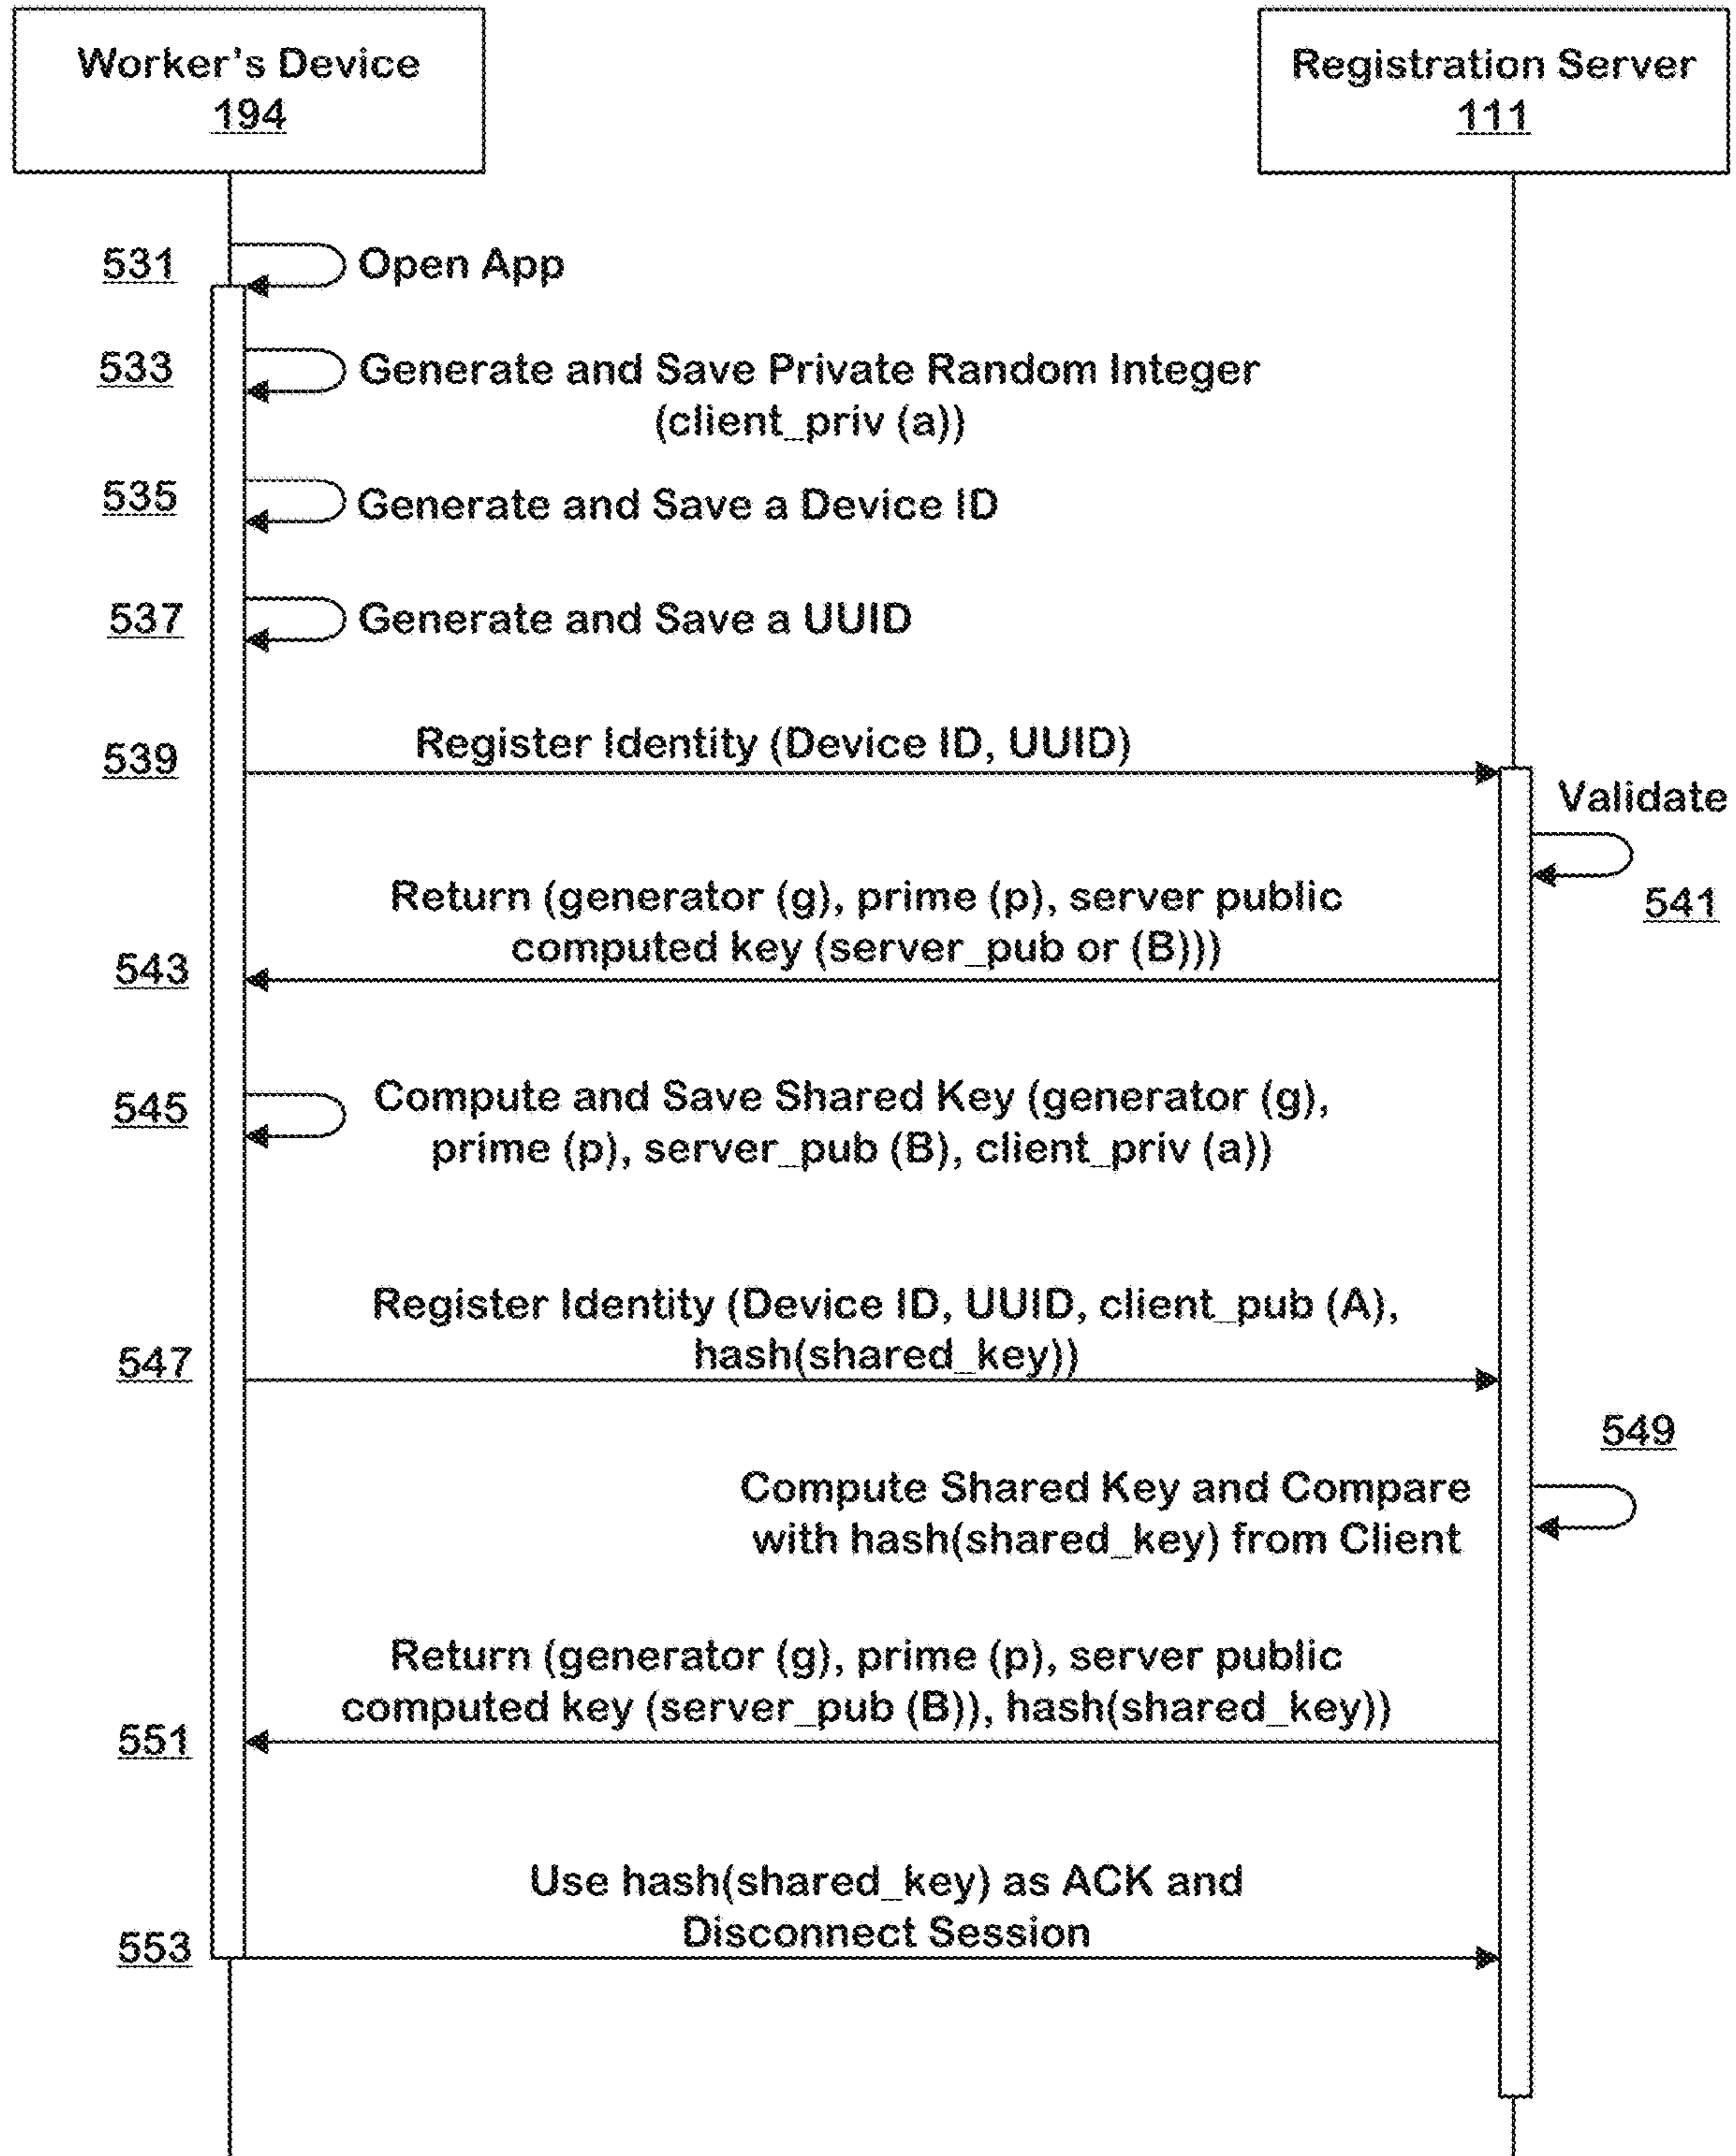 Worker's Device
194
Registration Server
111
531
Open App
533
Generate and Save Private Random Integer
(client_priv (a))
535
Generate and Save a Device ID
537
Generate and Save a UUID
539
Register Identity (Device ID, UUID)
Validate
541
Return (generator (g), prime (p), server public
computed key (server_pub or (B)))
543
545
Compute and Save Shared Key (generator (g),
prime (p), server_pub (B), client_priv (a))
Register Identity (Device ID, UUID, client_pub (A),
hash(shared_key))
547
549
Compute Shared Key and Compare
with hash(shared_key) from Client
Return (generator (g), prime (p), server public
computed key (server_pub (B)), hash(shared_key))
551
Use hash(shared_key) as ACK and
Disconnect Session
553